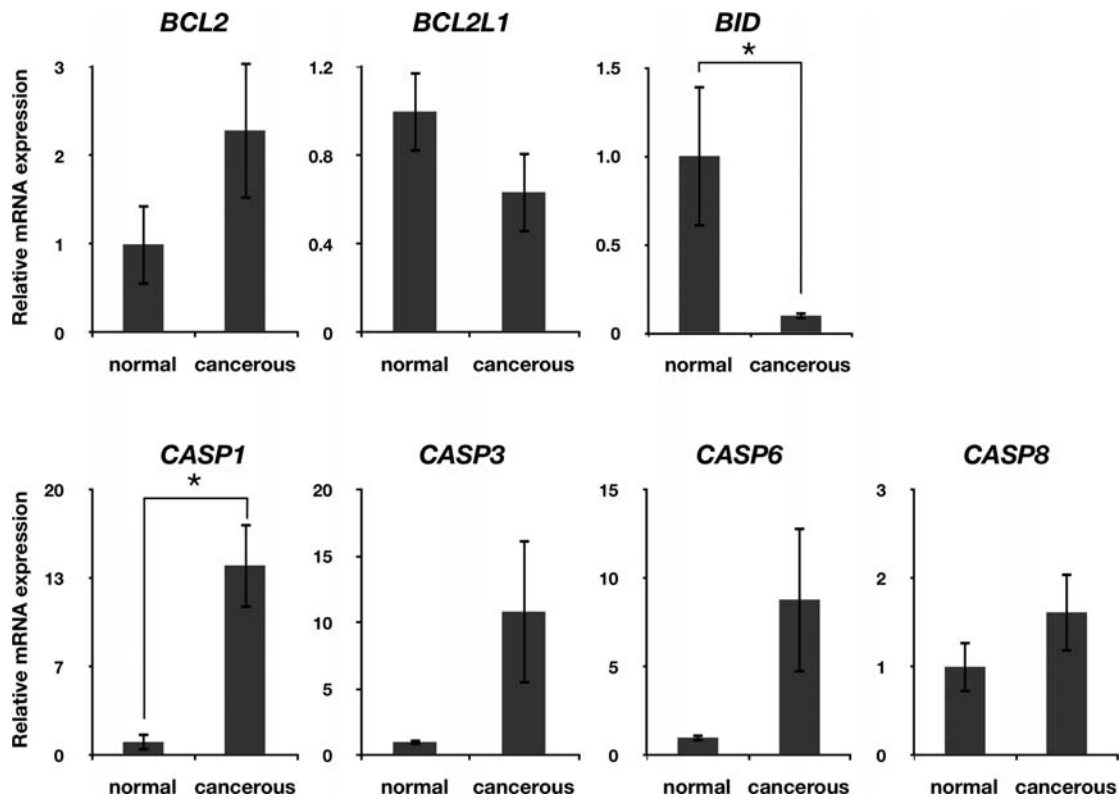 BCL2
BCL2L1
BID
Relative mRNA expression
3
2
1
0
normal cancerous
1.2
0.8
0.4
0
normal cancerous
*
1.5
1.0
0.5
0
normal cancerous
CASP1
CASP3
CASP6
CASP8
Relative mRNA expression
*
20
13
7
0
normal cancerous
20
15
10
5
0
normal cancerous
15
10
5
0
normal cancerous
3
2
1
0
normal cancerous